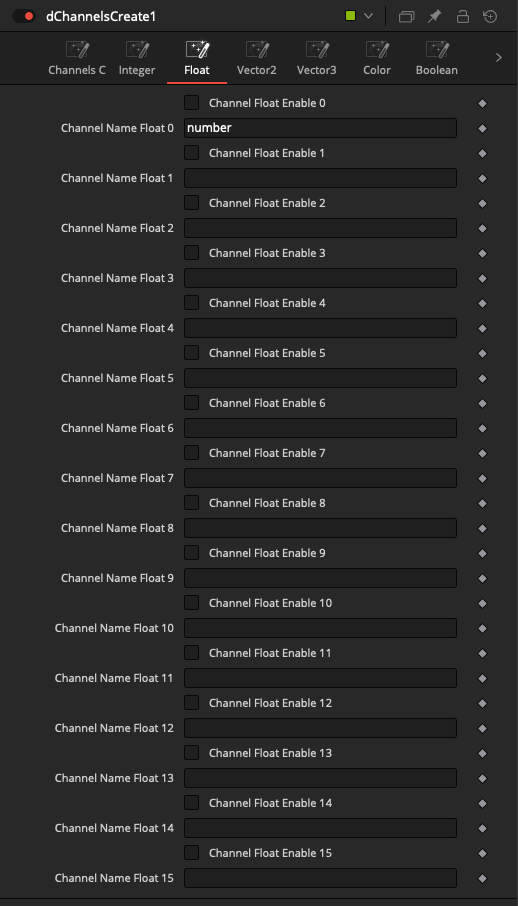 dChannelsCreate1
Channels C Integer Float Vector2 Vector3 Color Boolean
Channel Float Enable 0
Channel Name Float 0 number
Channel Float Enable 1
Channel Name Float 1
Channel Float Enable 2
Channel Name Float 2
Channel Float Enable 3
Channel Name Float 3
Channel Float Enable 4
Channel Name Float 4
Channel Float Enable 5
Channel Name Float 5
Channel Float Enable 6
Channel Name Float 6
Channel Float Enable 7
Channel Name Float 7
Channel Float Enable 8
Channel Name Float 8
Channel Float Enable 9
Channel Name Float 9
Channel Float Enable 10
Channel Name Float 10
Channel Float Enable 11
Channel Name Float 11
Channel Float Enable 12
Channel Name Float 12
Channel Float Enable 13
Channel Name Float 13
Channel Float Enable 14
Channel Name Float 14
Channel Float Enable 15
Channel Name Float 15